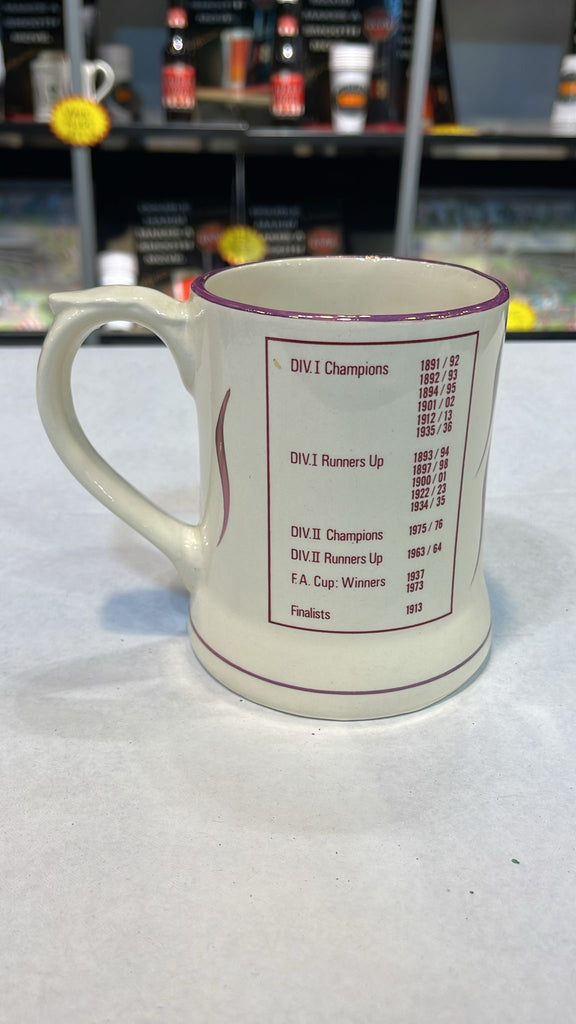 DIV.I Champions 1891 / 92
1892 / 93
1894 / 95
1901 / 02
1912 / 13
1935 / 36
DIV.I Runners Up 1893 / 94
1897 / 98
1900 / 01
1922 / 23
1934 / 35
DIV.II Champions 1975 / 76
DIV.II Runners Up 1963 / 64
F.A. Cup: Winners 1937
1973
Finalists 1913